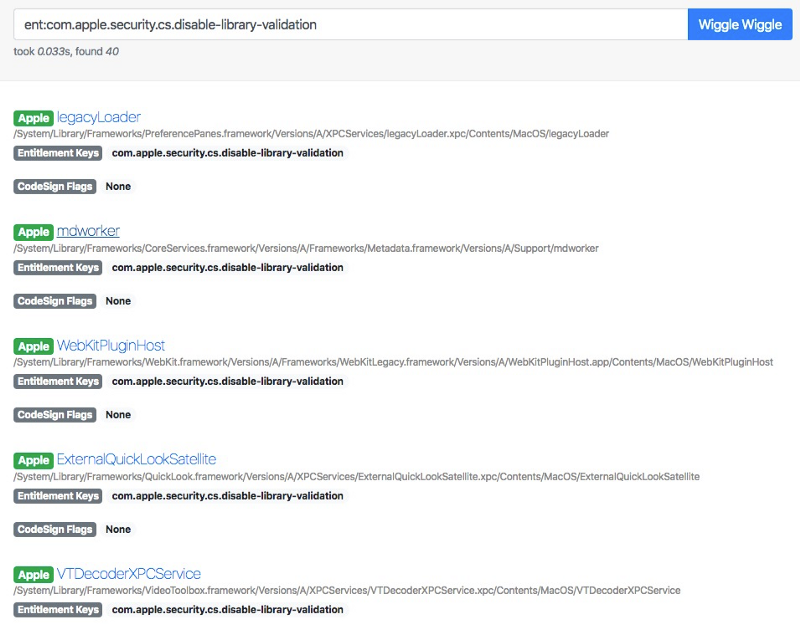 ent:com.apple.security.cs.disable-library-validation
Wiggle Wiggle
took 0.033s, found 40
Apple legacyLoader
/System/Library/Frameworks/PreferencePanes.framework/Versions/A/XPCServices/legacyLoader.xpc/Contents/MacOS/legacyLoader
Entitlement Keys com.apple.security.cs.disable-library-validation
CodeSign Flags None
Apple mdworker
/System/Library/Frameworks/CoreServices.framework/Versions/A/Frameworks/Metadata.framework/Versions/A/Support/mdworker
Entitlement Keys com.apple.security.cs.disable-library-validation
CodeSign Flags None
Apple WebKitPluginHost
/System/Library/Frameworks/WebKit.framework/Versions/A/Frameworks/WebKitLegacy.framework/Versions/A/WebKitPluginHost.app/Contents/MacOS/WebKitPluginHost
Entitlement Keys com.apple.security.cs.disable-library-validation
CodeSign Flags None
Apple ExternalQuickLookSatellite
/System/Library/Frameworks/QuickLook.framework/Versions/A/XPCServices/ExternalQuickLookSatellite.xpc/Contents/MacOS/ExternalQuickLookSatellite
Entitlement Keys com.apple.security.cs.disable-library-validation
CodeSign Flags None
Apple VTDecoderXPCService
/System/Library/Frameworks/VideoToolbox.framework/Versions/A/XPCServices/VTDecoderXPCService.xpc/Contents/MacOS/VTDecoderXPCService
Entitlement Keys com.apple.security.cs.disable-library-validation